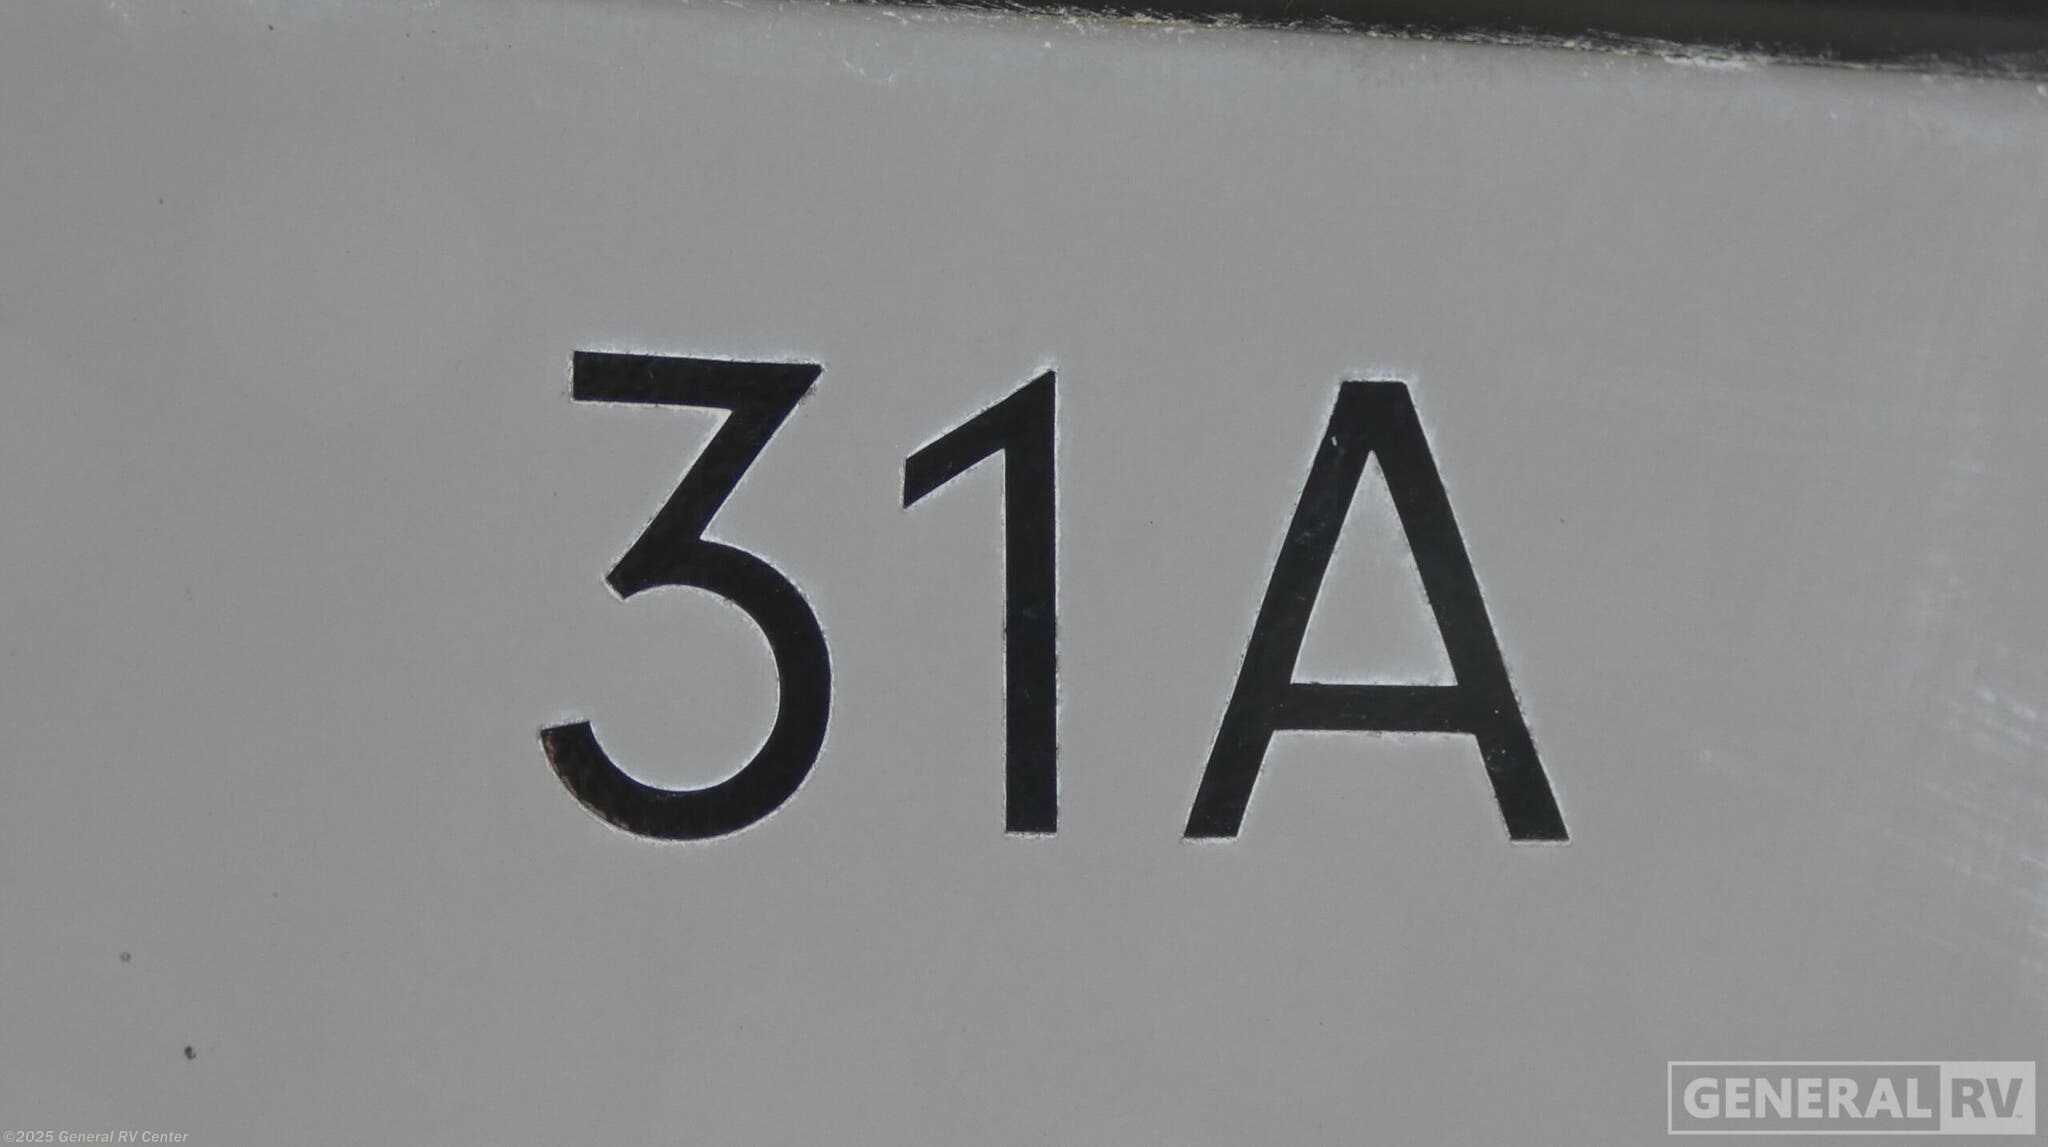 31A
GENERAL RV
©2025 General RV Center